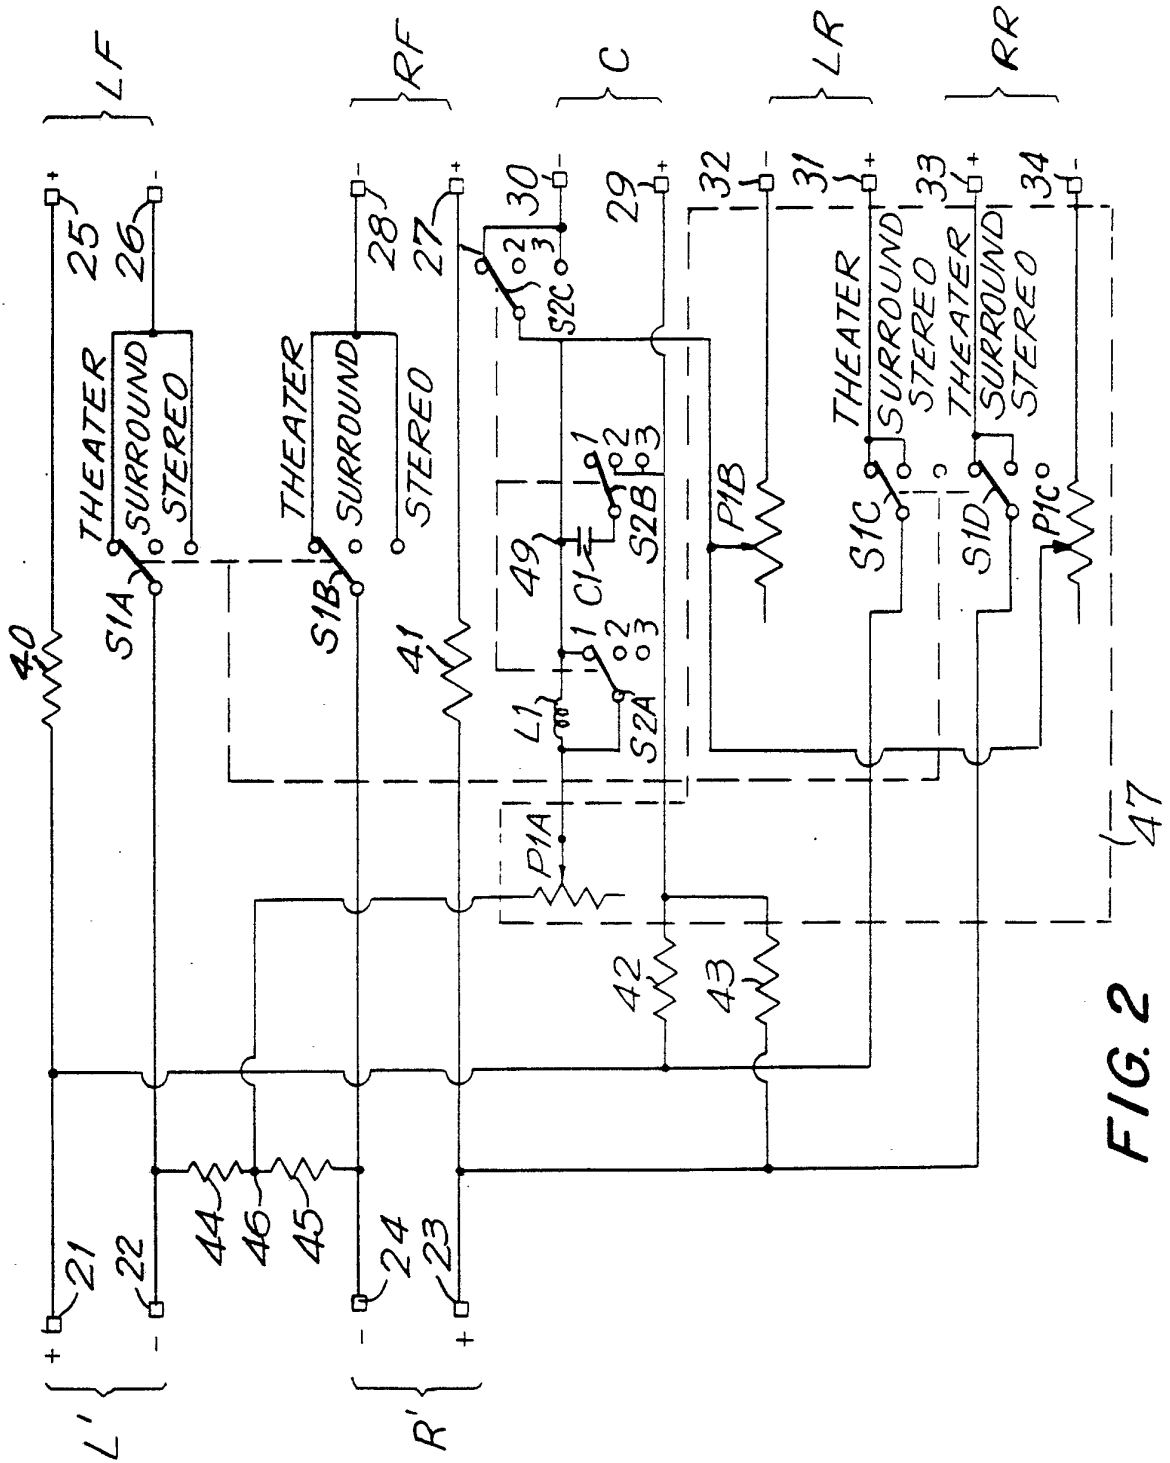 +
25
LF
-
26
THEATER
SURROUND
STEREO
S1A
40
+
21
22
-
L'
44
46
45
-
28
RF
+
27
THEATER
SURROUND
STEREO
S1B
41
-
24
23
+
R'
30
-
C
29
+
2
3
S2C
49
1
2
3
S2B
C1
1
2
3
S2A
L1
P1A
42
43
32
-
LR
31
+
P1B
THEATER
SURROUND
STEREO
S1C
33
+
RR
34
-
THEATER
SURROUND
STEREO
S1D
P1C
47
FIG. 2